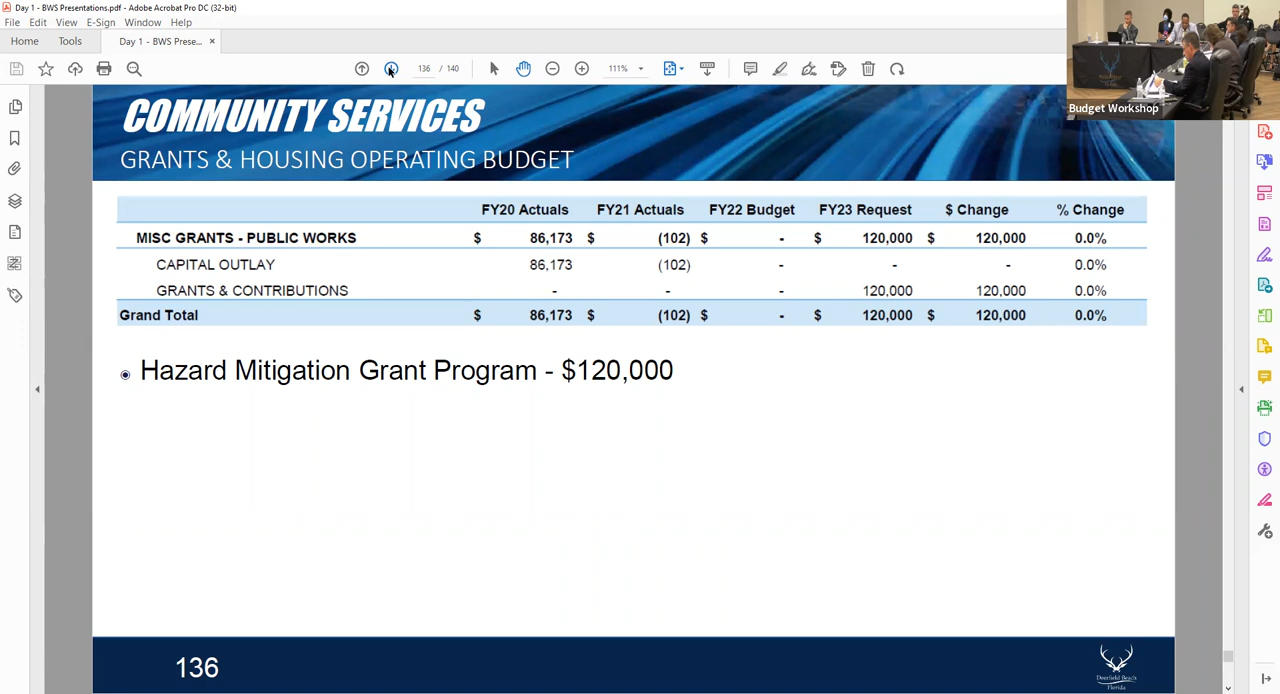 Day 1 - BWS Presentations.pdf - Adobe Acrobat Pro DC (32-bit)
File Edit View E-Sign Window Help
Home Tools Day 1 - BWS Prese... ×
136 / 140 111%
Budget Workshop
COMMUNITY SERVICES
GRANTS & HOUSING OPERATING BUDGET
FY20 Actuals FY21 Actuals FY22 Budget FY23 Request $ Change % Change
MISC GRANTS - PUBLIC WORKS $ 86,173 $ (102) $ - $ 120,000 $ 120,000 0.0%
CAPITAL OUTLAY 86,173 (102) - - - 0.0%
GRANTS & CONTRIBUTIONS - - - 120,000 120,000 0.0%
Grand Total $ 86,173 $ (102) $ - $ 120,000 $ 120,000 0.0%
Hazard Mitigation Grant Program - $120,000
136
Deerfield Beach
Florida